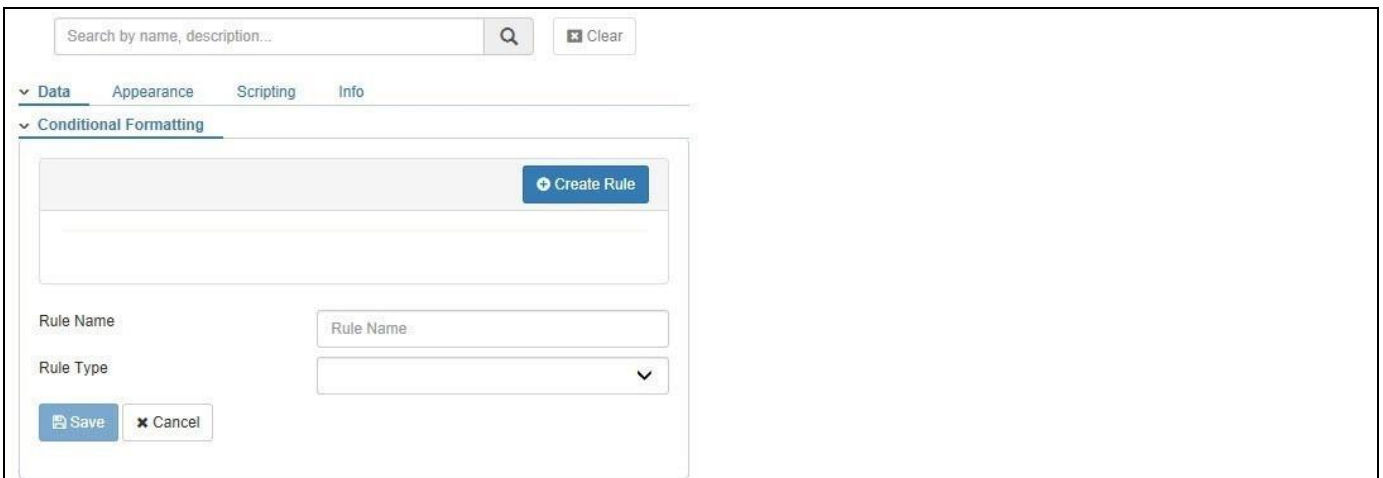 Search by name, description...
Clear
Data Appearance Scripting Info
Conditional Formatting
Create Rule
Rule Name Rule Name
Rule Type
Save Cancel